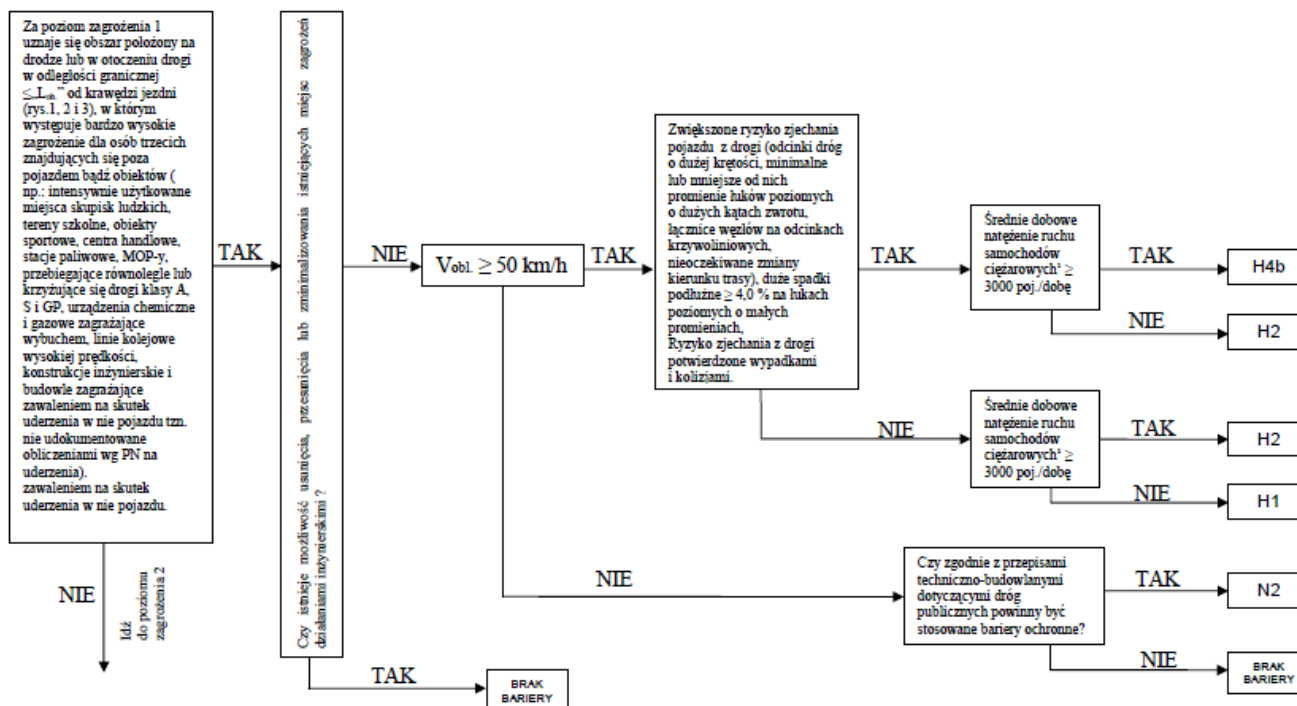 Za poziom zagrożenia 1
uznaje się obszar położony na
drodze lub w otoczeniu drogi
w odległości granicznej
od krawędzi jezdni
(rys.1, 2 i 3), w którym
występuje bardzo wysokie
zagrożenie dla osób trzecich
znajdujących się poza
pojazdem bądź obiektów (
np.: intensywnie użytkowane
miejsca skupisk ludzkich,
tereny szkolne, obiekty
sportowe, centra handlowe,
stacje paliwowe, MOP-y,
przebiegające równolegle lub
krzyżujące się drogi klasy A,
S i GP, urządzenia chemiczne
i gazowe zagrażające
wybuchem, linie kolejowe
wysokiej prędkości,
konstrukcje inżynierskie i
budowle zagrażające
zawaleniem na skutek
uderzenia w nie pojazdu tzn.
nie udokumentowane
obliczeniami wg PN na
uderzenia).
zawaleniem na skutek
uderzenia w nie pojazdu.
TAK
NIE
Idź
do poziomu
zagrożenia 2
Czy istnieje możliwość usunięcia, przesunięcia lub zminimalizowania istniejących miejsc zagrożeń
działaniami inżynierskimi ?
NIE
TAK
BRAK
BARIERY
Vobl. ≥ 50 km/h
TAK
NIE
Zwiększone ryzyko zjechania
pojazdu z drogi (odcinki dróg
o dużej krętości, minimalne
lub mniejsze od nich
promienie łuków poziomych
o dużych kątach zwrotu,
łącznice węzłów na odcinkach
krzywoliniowych,
nieoczekiwane zmiany
kierunku trasy), duże spadki
podłużne ≥ 4,0 % na łukach
poziomych o małych
promieniach,
Ryzyko zjechania z drogi
potwierdzone wypadkami
i kolizjami.
TAK
NIE
Średnie dobowe
natężenie ruchu
samochodów
ciężarowych² ≥
3000 poj./dobę
TAK
H4b
NIE
H2
Średnie dobowe
natężenie ruchu
samochodów
ciężarowych² ≥
3000 poj./dobę
TAK
H2
NIE
H1
Czy zgodnie z przepisami
techniczno-budowlanymi
dotyczącymi dróg
publicznych powinny być
stosowane bariery ochronne?
TAK
N2
NIE
BRAK
BARIERY